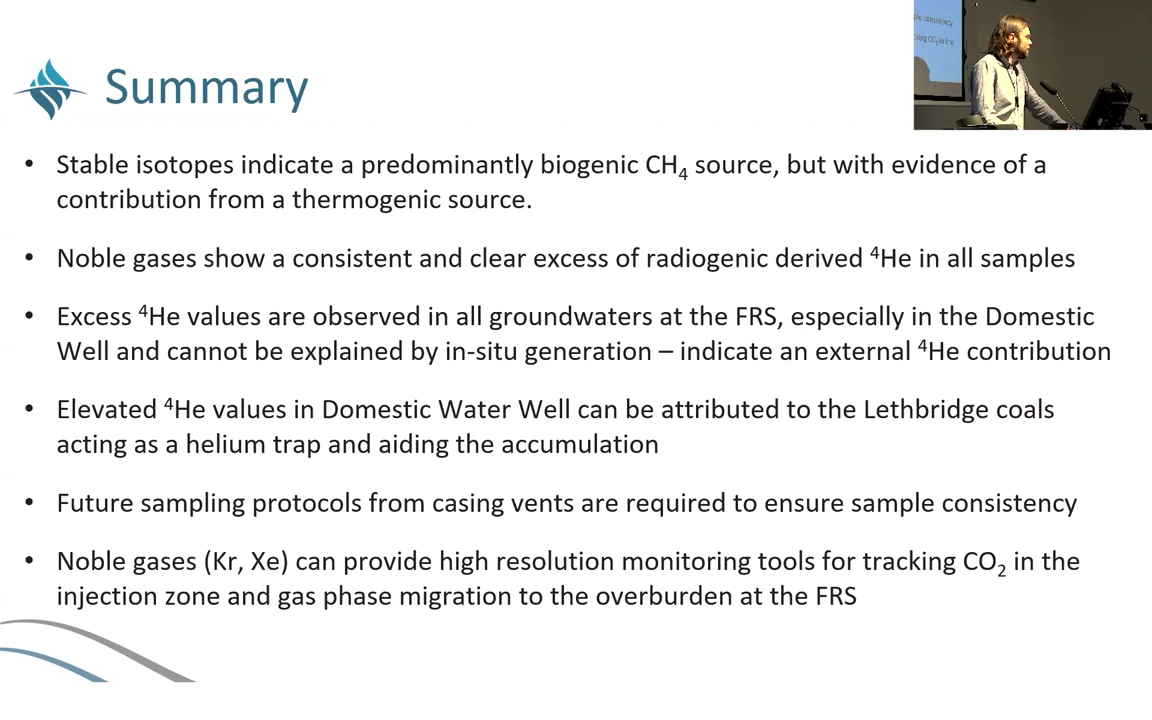 Summary
• Stable isotopes indicate a predominantly biogenic CH₄ source, but with evidence of a
contribution from a thermogenic source.
• Noble gases show a consistent and clear excess of radiogenic derived ⁴He in all samples
• Excess ⁴He values are observed in all groundwaters at the FRS, especially in the Domestic
Well and cannot be explained by in-situ generation – indicate an external ⁴He contribution
• Elevated ⁴He values in Domestic Water Well can be attributed to the Lethbridge coals
acting as a helium trap and aiding the accumulation
• Future sampling protocols from casing vents are required to ensure sample consistency
• Noble gases (Kr, Xe) can provide high resolution monitoring tools for tracking CO₂ in the
injection zone and gas phase migration to the overburden at the FRS
consistency
CO₂ in the